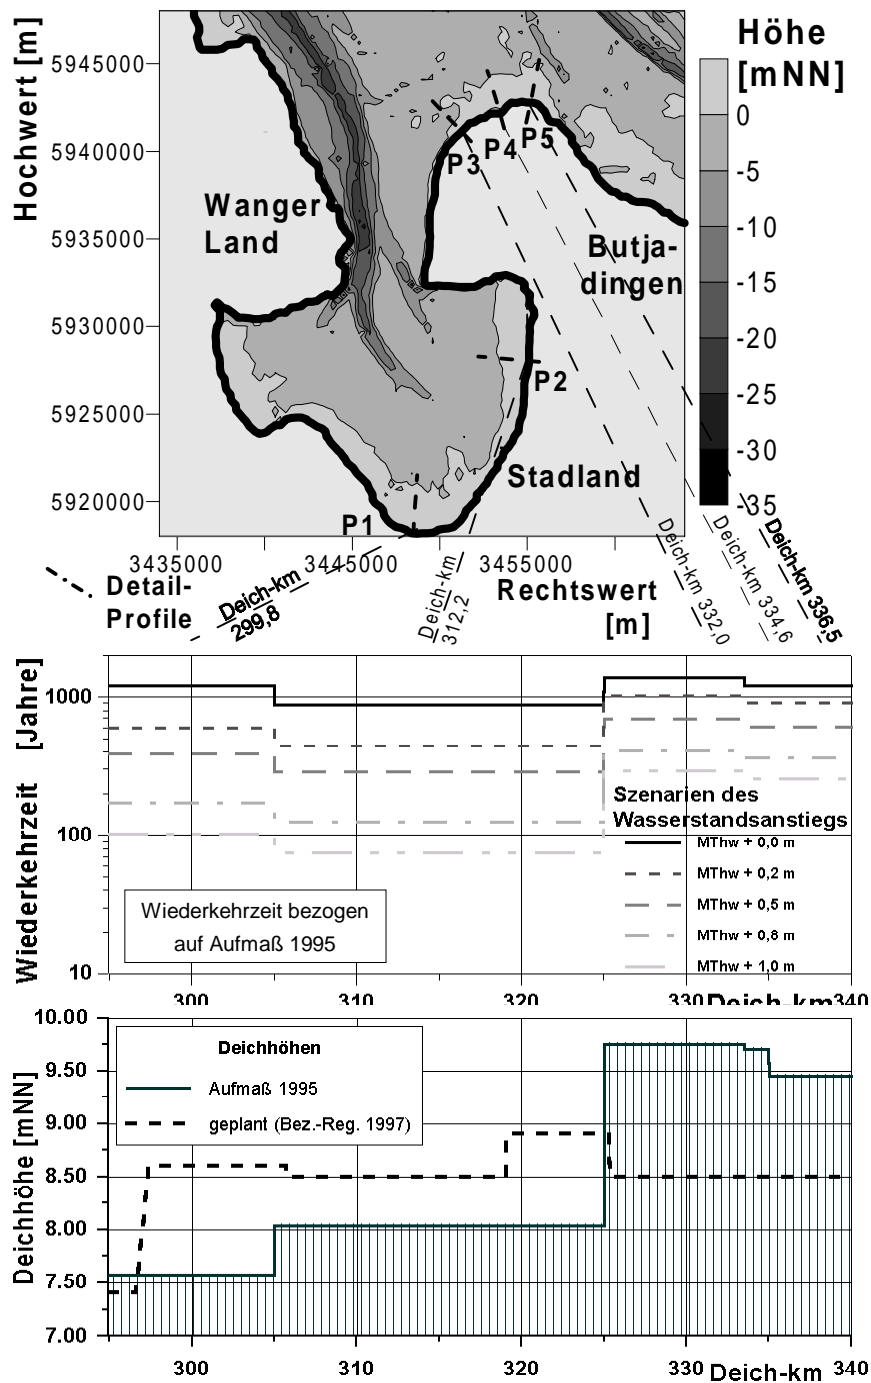 Hochwert [m]
5945000
5940000
5935000
5930000
5925000
5920000
Wanger
Land
P3
P4
P5
Butja-
dingen
P2
Stadland
P1
Höhe
[mNN]
0
-5
-10
-15
-20
-25
-30
-35
3435000
3445000
3455000
Rechtswert
[m]
Detail-
Profile
Deich-km
299,8
Deich-km
312,2
Deich-km 332,0
Deich-km 334,6
Deich-km 336,5
Wiederkehrzeit [Jahre]
1000
100
10
Szenarien des
Wasserstandsanstiegs
MThw + 0,0 m
MThw + 0,2 m
MThw + 0,5 m
MThw + 0,8 m
MThw + 1,0 m
Wiederkehrzeit bezogen
auf Aufmaß 1995
300
310
320
330
Deich-km
340
Deichhöhe [mNN]
10.00
9.50
9.00
8.50
8.00
7.50
7.00
Deichhöhen
Aufmaß 1995
geplant (Bez.-Reg. 1997)
300
310
320
330
Deich-km
340